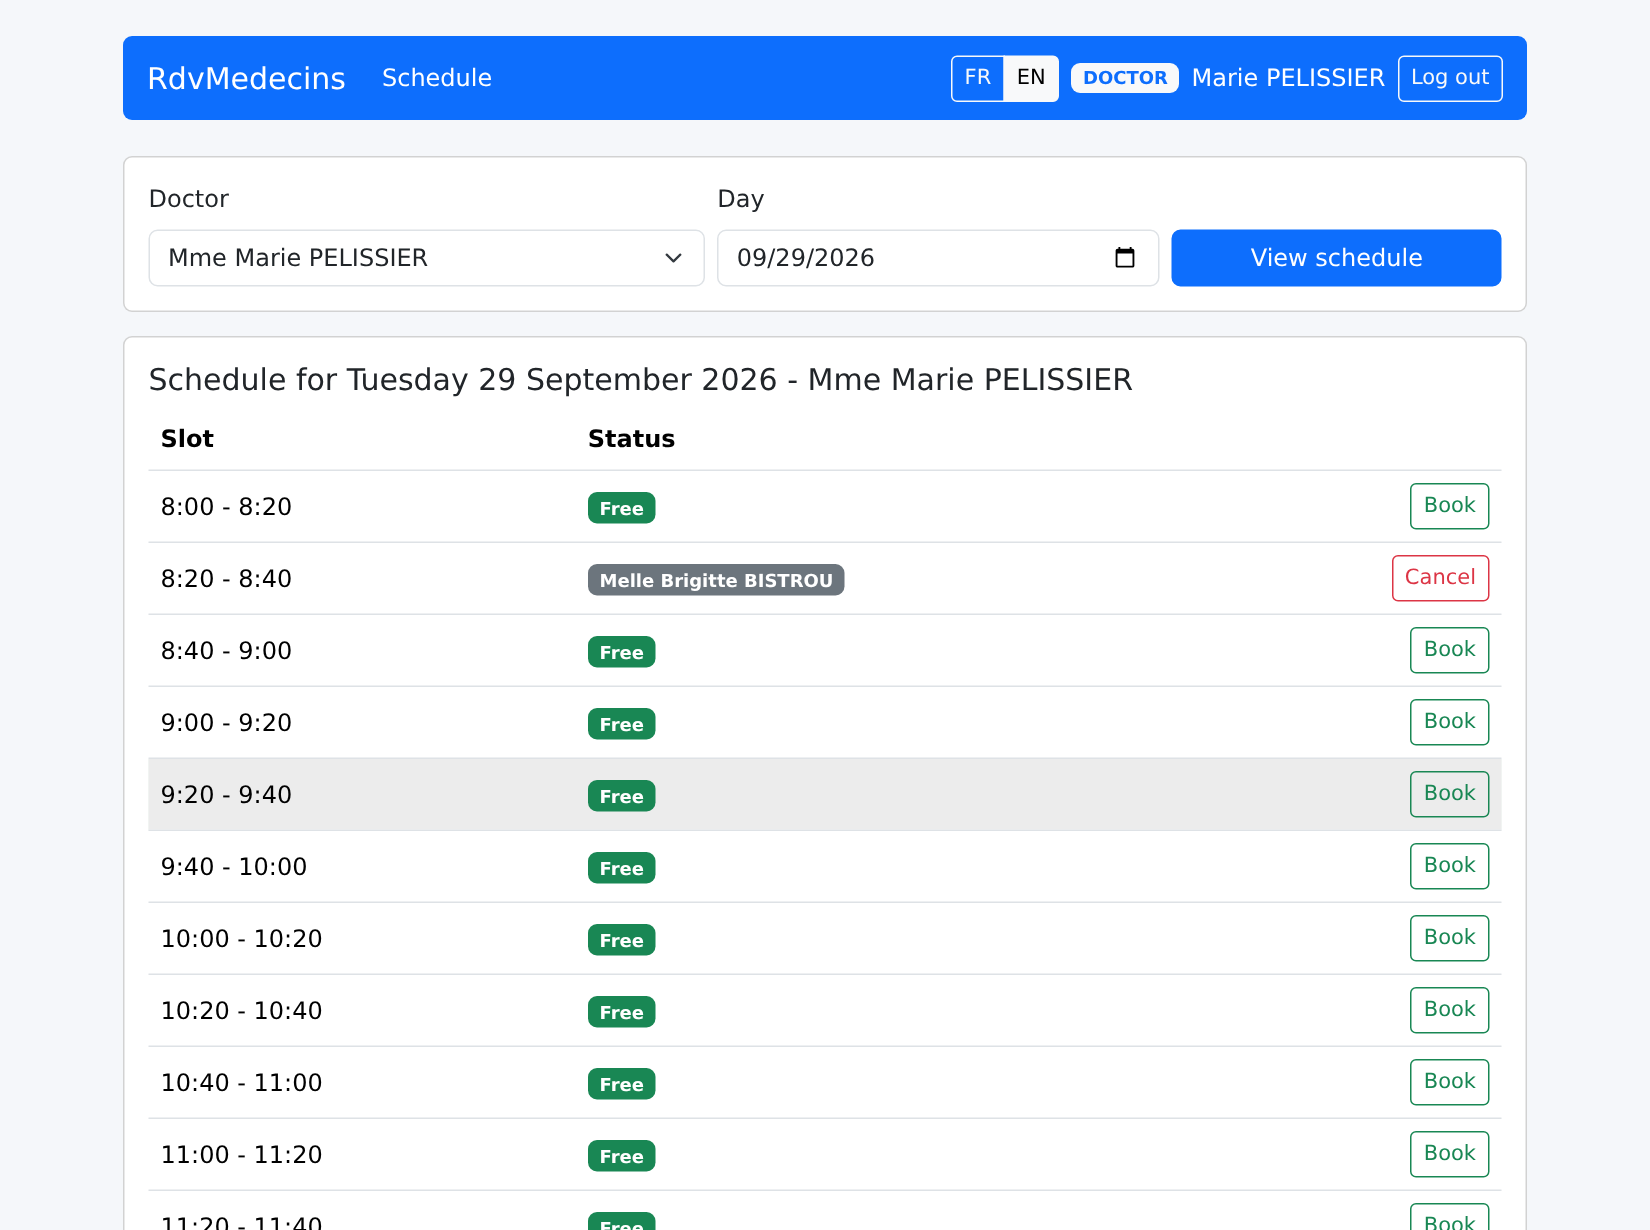 RdvMedecins Schedule FR EN DOCTOR Marie PELISSIER Log out
Doctor Day
Mme Marie PELISSIER 09/29/2026 View schedule
Schedule for Tuesday 29 September 2026 - Mme Marie PELISSIER
Slot Status
8:00 - 8:20 Free Book
8:20 - 8:40 Melle Brigitte BISTROU Cancel
8:40 - 9:00 Free Book
9:00 - 9:20 Free Book
9:20 - 9:40 Free Book
9:40 - 10:00 Free Book
10:00 - 10:20 Free Book
10:20 - 10:40 Free Book
10:40 - 11:00 Free Book
11:00 - 11:20 Free Book
11:20 - 11:40 Free Book